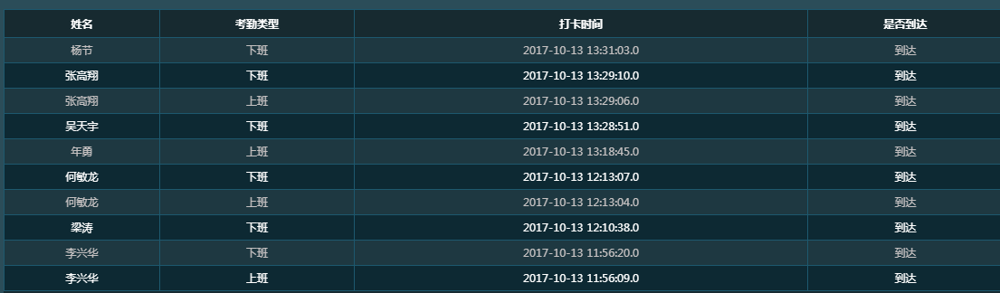 姓名 考勤类型 打卡时间 是否到达
杨节 下班 2017-10-13 13:31:03.0 到达
张高翔 下班 2017-10-13 13:29:10.0 到达
张高翔 上班 2017-10-13 13:29:06.0 到达
吴天宇 下班 2017-10-13 13:28:51.0 到达
年勇 上班 2017-10-13 13:18:45.0 到达
何敏龙 下班 2017-10-13 12:13:07.0 到达
何敏龙 上班 2017-10-13 12:13:04.0 到达
梁涛 下班 2017-10-13 12:10:38.0 到达
李兴华 下班 2017-10-13 11:56:20.0 到达
李兴华 上班 2017-10-13 11:56:09.0 到达